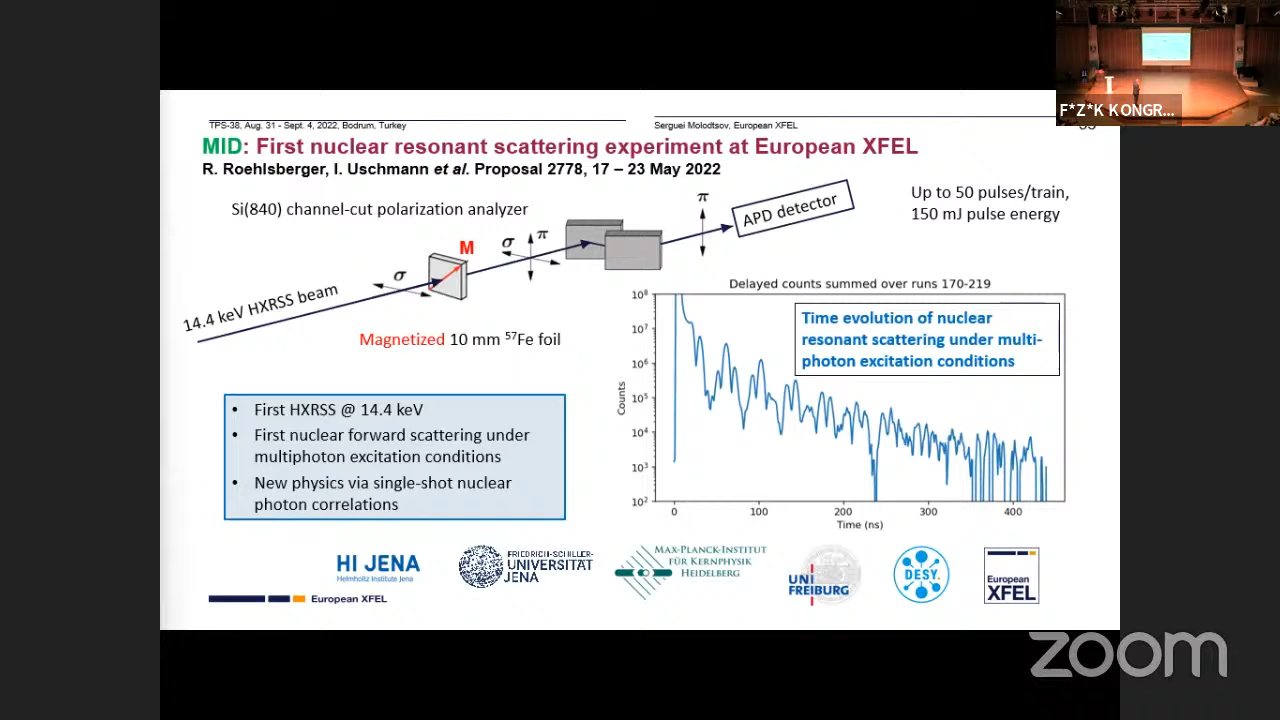 F*Z*K KONGR...
TPS-38, Aug. 31 - Sept. 4, 2022, Bodrum, Turkey
Serguei Molodtsov, European XFEL
MID: First nuclear resonant scattering experiment at European XFEL
R. Roehlsberger, I. Uschmann et al. Proposal 2778, 17 – 23 May 2022
Si(840) channel-cut polarization analyzer
π
APD detector
Up to 50 pulses/train,
150 mJ pulse energy
M
σ
π
σ
14.4 keV HXRSS beam
Magnetized 10 mm ⁵⁷Fe foil
Delayed counts summed over runs 170-219
Time evolution of nuclear
resonant scattering under multi-
photon excitation conditions
10⁸
10⁷
10⁶
10⁵
10⁴
10³
10²
Counts
0 100 200 300 400
Time (ns)
• First HXRSS @ 14.4 keV
• First nuclear forward scattering under
multiphoton excitation conditions
• New physics via single-shot nuclear
photon correlations
HI JENA
Helmholtz Institute Jena
FRIEDRICH-SCHILLER-
UNIVERSITÄT
JENA
MAX-PLANCK-INSTITUT
FÜR KERNPHYSIK
HEIDELBERG
UNI
FREIBURG
DESY.
European
XFEL
European XFEL
zoom